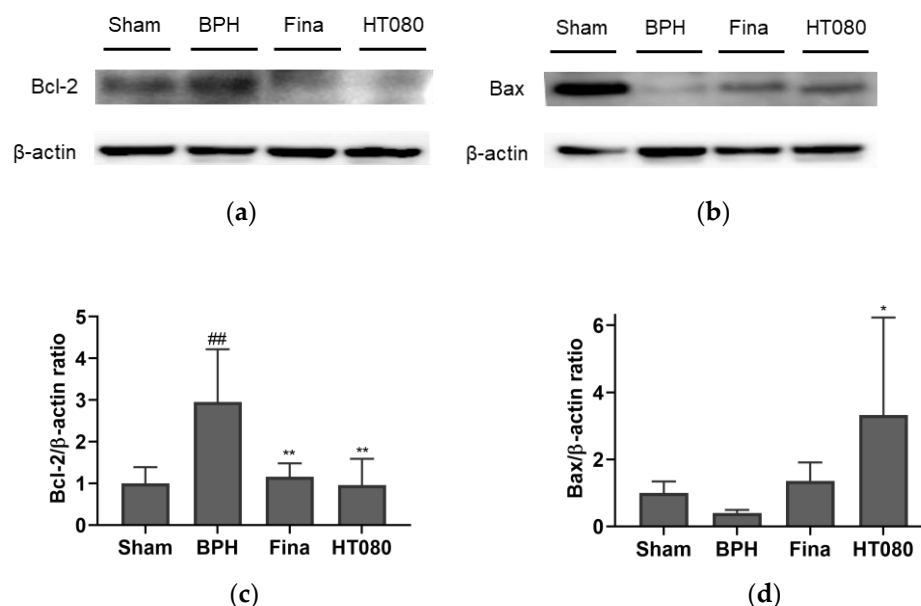 Sham BPH Fina HT080
Bcl-2
β-actin
(a)
Sham BPH Fina HT080
Bax
β-actin
(b)
Bcl-2/β-actin ratio
5
4
3
2
1
0
##
**
**
Sham BPH Fina HT080
(c)
Bax/β-actin ratio
6
4
2
0
*
Sham BPH Fina HT080
(d)